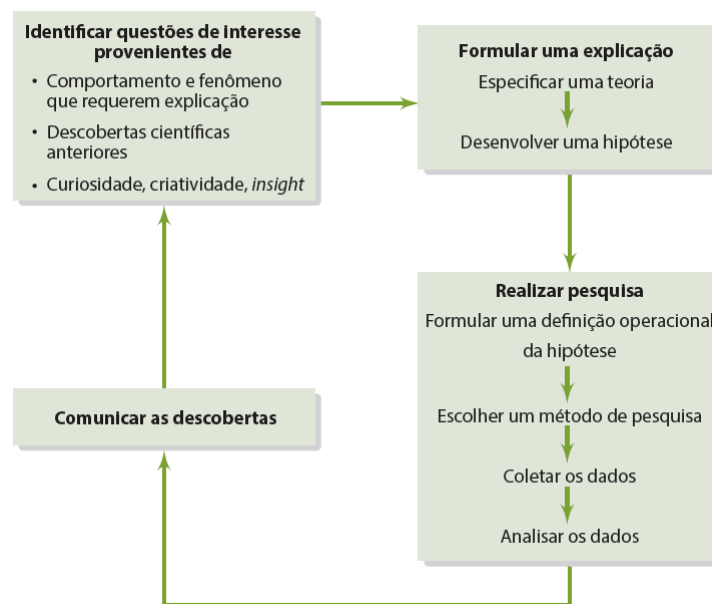 Identificar questões de interesse
provenientes de
• Comportamento e fenômeno
que requerem explicação
• Descobertas científicas
anteriores
• Curiosidade, criatividade, insight
Formular uma explicação
Especificar uma teoria
Desenvolver uma hipótese
Realizar pesquisa
Formular uma definição operacional
da hipótese
Escolher um método de pesquisa
Coletar os dados
Analisar os dados
Comunicar as descobertas